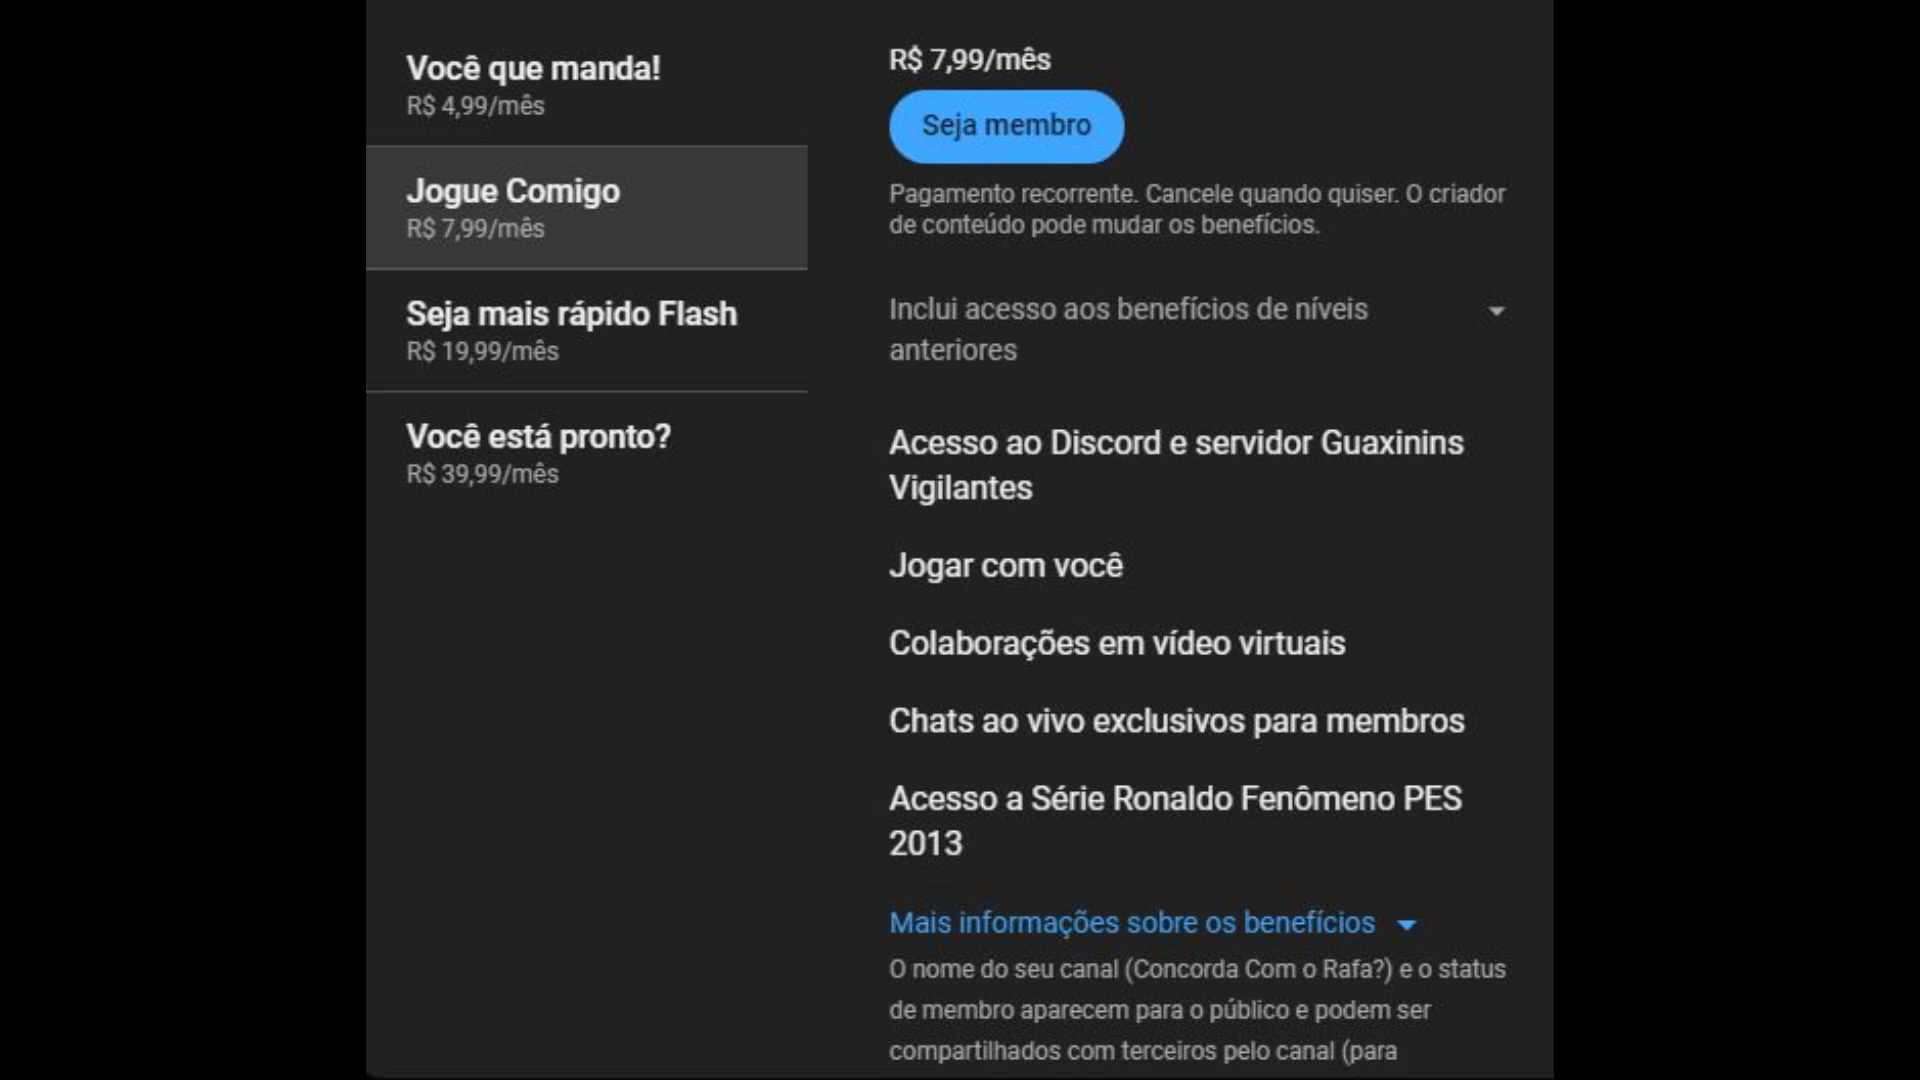 Você que manda!
R$ 4,99/mês
Jogue Comigo
R$ 7,99/mês
Seja mais rápido Flash
R$ 19,99/mês
Você está pronto?
R$ 39,99/mês
R$ 7,99/mês
Seja membro
Pagamento recorrente. Cancele quando quiser. O criador
de conteúdo pode mudar os benefícios.
Inclui acesso aos benefícios de níveis
anteriores
Acesso ao Discord e servidor Guaxinins
Vigilantes
Jogar com você
Colaborações em vídeo virtuais
Chats ao vivo exclusivos para membros
Acesso a Série Ronaldo Fenômeno PES
2013
Mais informações sobre os benefícios
O nome do seu canal (Concorda Com o Rafa?) e o status
de membro aparecem para o público e podem ser
compartilhados com terceiros pelo canal (para